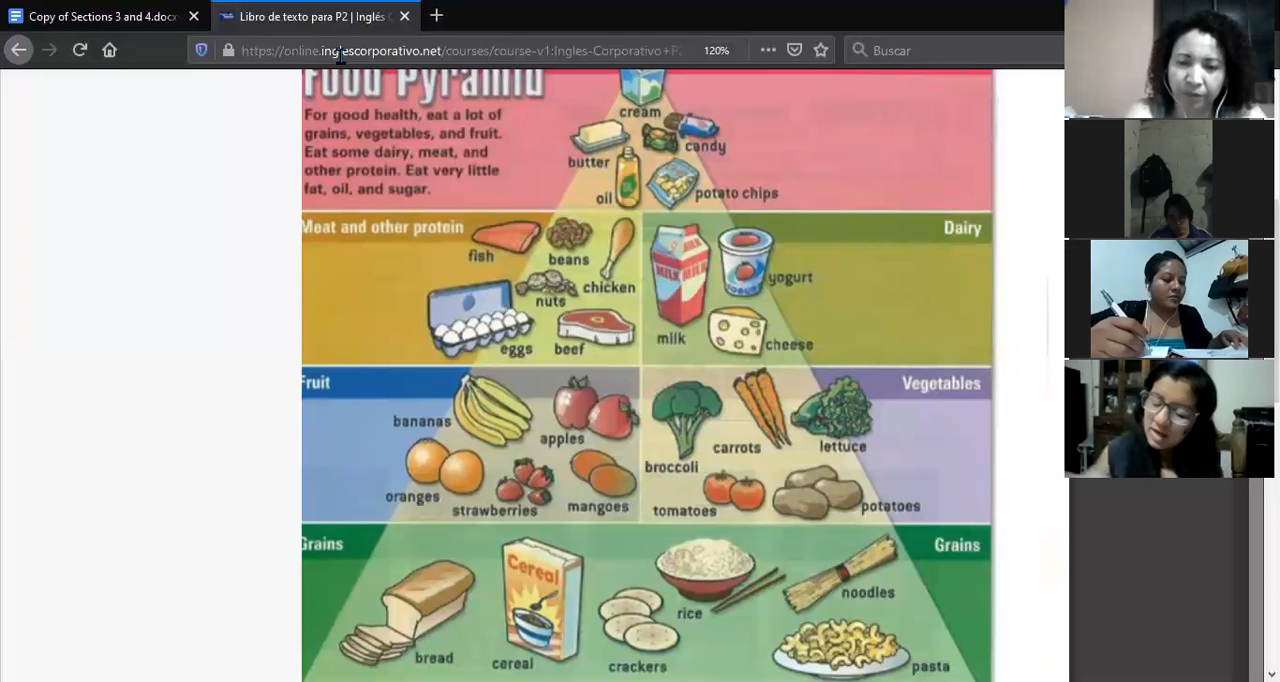 Copy of Sections 3 and 4.docx
Libro de texto para P2 | Inglés C
https://online.inglescorporativo.net/courses/course-v1:Ingles-Corporativo+P
120%
Buscar
Food Pyramid
For good health, eat a lot of
grains, vegetables, and fruit.
Eat some dairy, meat, and
other protein. Eat very little
fat, oil, and sugar.
cream
butter
candy
oil
potato chips
Meat and other protein
Dairy
fish
beans
chicken
nuts
eggs
beef
MILK
MILK
milk
YOGURT
yogurt
cheese
Fruit
Vegetables
bananas
apples
oranges
strawberries
mangoes
broccoli
carrots
lettuce
tomatoes
potatoes
Grains
Grains
bread
Cereal
cereal
crackers
rice
noodles
pasta